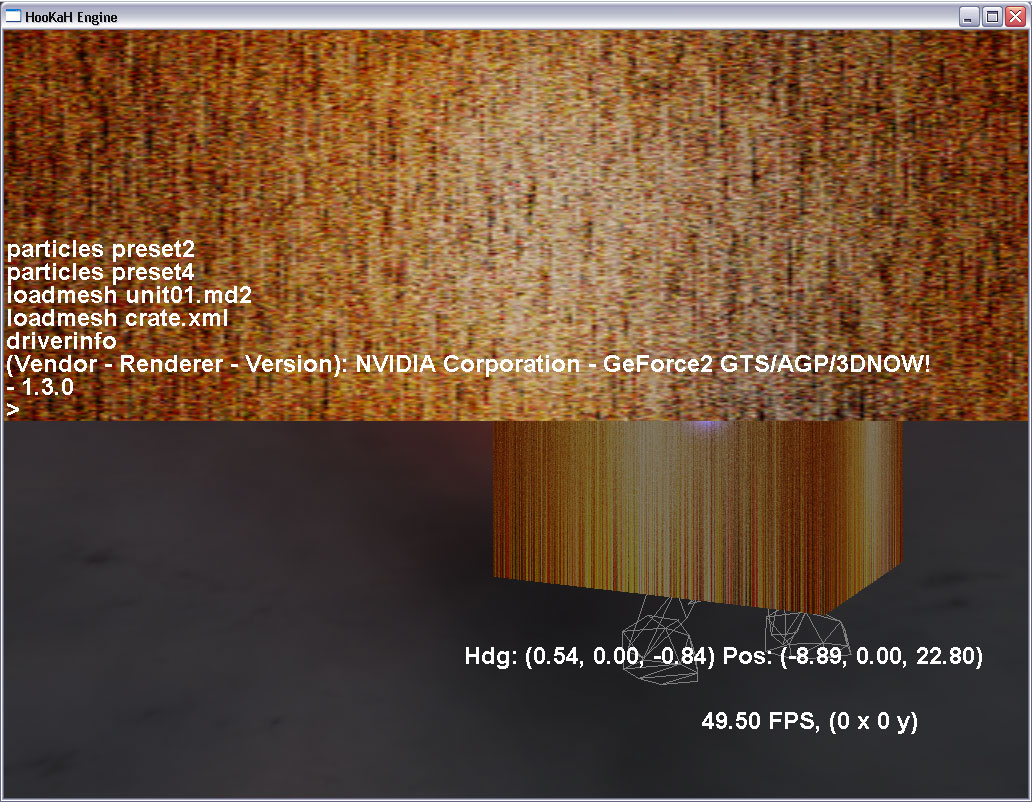 HooKaH Engine
particles preset2
particles preset4
loadmesh unit01.md2
loadmesh crate.xml
driverinfo
(Vendor - Renderer - Version): NVIDIA Corporation - GeForce2 GTS/AGP/3DNOW!
- 1.3.0
>
Hdg: (0.54, 0.00, -0.84) Pos: (-8.89, 0.00, 22.80)
49.50 FPS, (0 x 0 y)